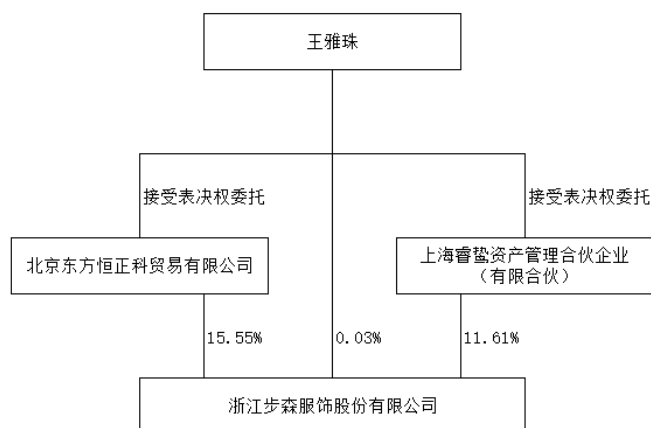 王雅珠
接受表决权委托
接受表决权委托
北京东方恒正科贸易有限公司
上海睿鸷资产管理合伙企业
（有限合伙）
15.55%
0.03%
11.61%
浙江步森服饰股份有限公司